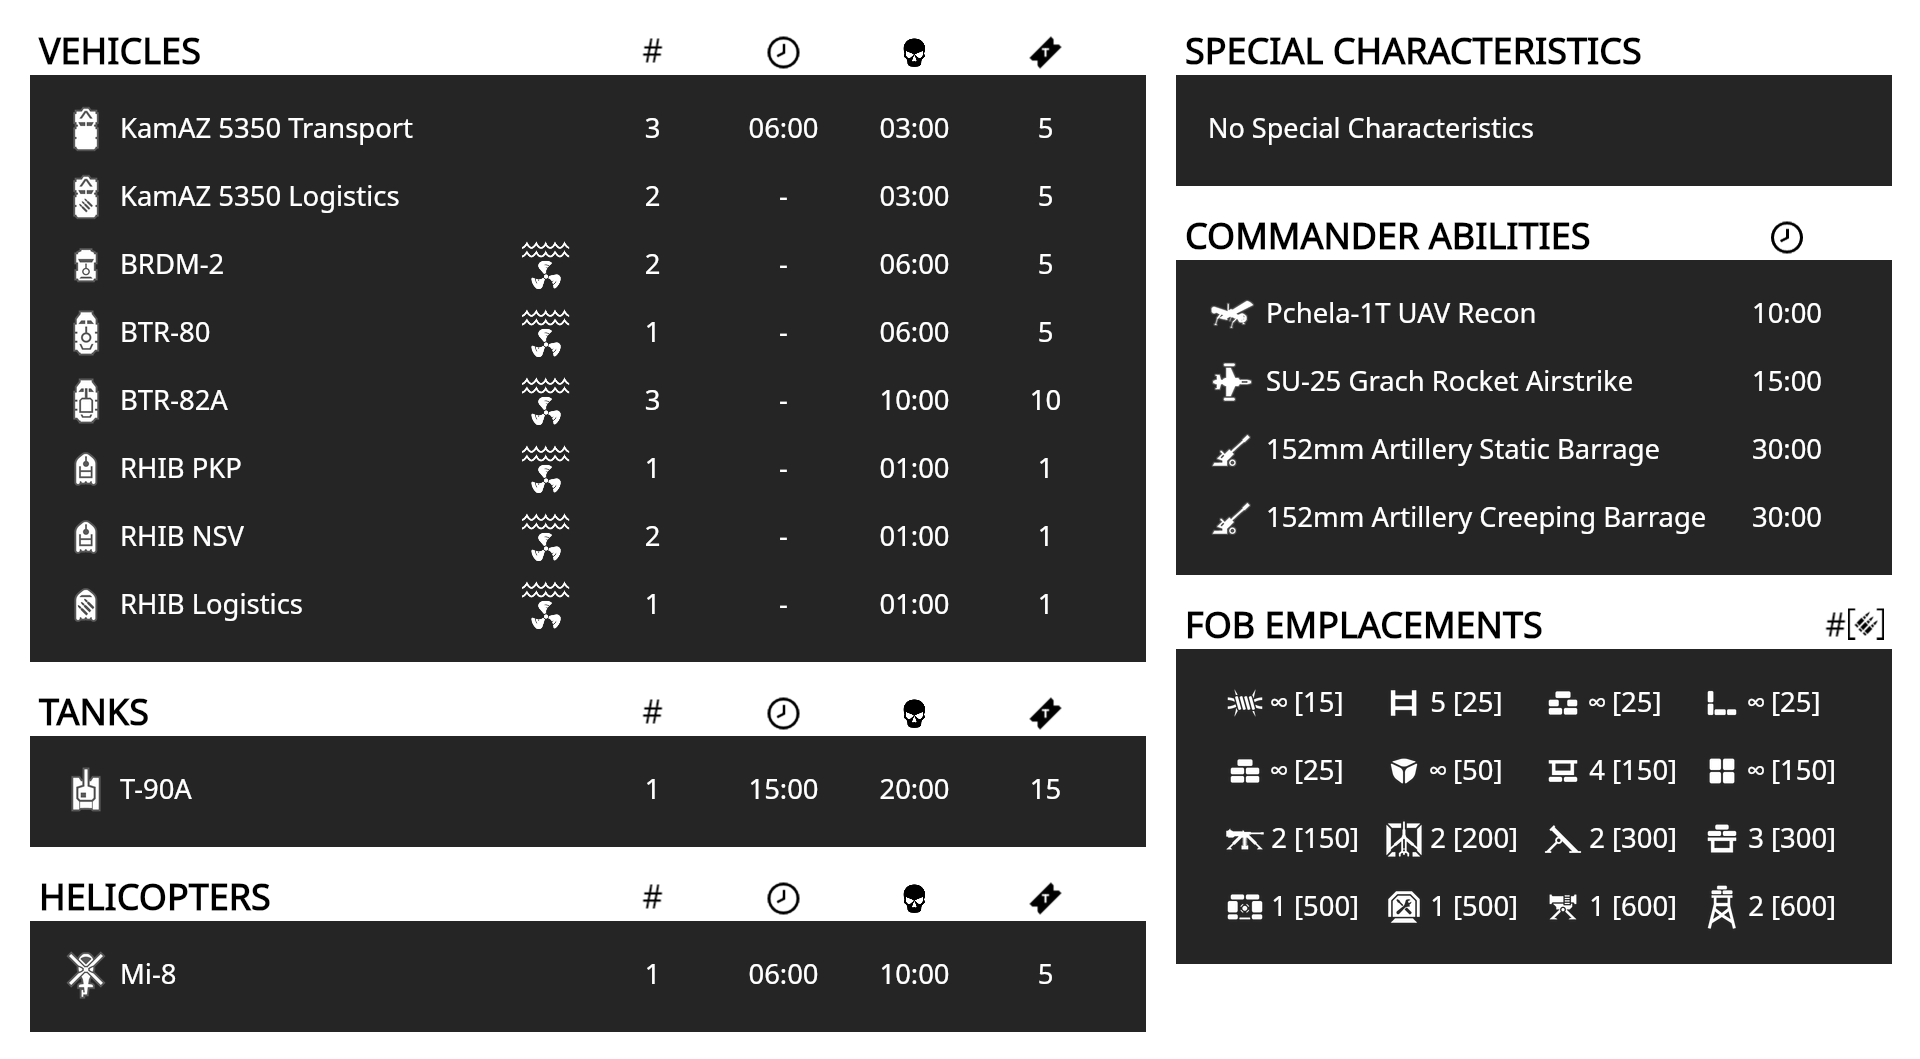 VEHICLES #
KamAZ 5350 Transport 3 06:00 03:00 5
KamAZ 5350 Logistics 2 - 03:00 5
BRDM-2 2 - 06:00 5
BTR-80 1 - 06:00 5
BTR-82A 3 - 10:00 10
RHIB PKP 1 - 01:00 1
RHIB NSV 2 - 01:00 1
RHIB Logistics 1 - 01:00 1
TANKS #
T-90A 1 15:00 20:00 15
HELICOPTERS #
Mi-8 1 06:00 10:00 5
SPECIAL CHARACTERISTICS
No Special Characteristics
COMMANDER ABILITIES
Pchela-1T UAV Recon 10:00
SU-25 Grach Rocket Airstrike 15:00
152mm Artillery Static Barrage 30:00
152mm Artillery Creeping Barrage 30:00
FOB EMPLACEMENTS #[]
∞ [15] 5 [25] ∞ [25] ∞ [25]
∞ [25] ∞ [50] 4 [150] ∞ [150]
2 [150] 2 [200] 2 [300] 3 [300]
1 [500] 1 [500] 1 [600] 2 [600]